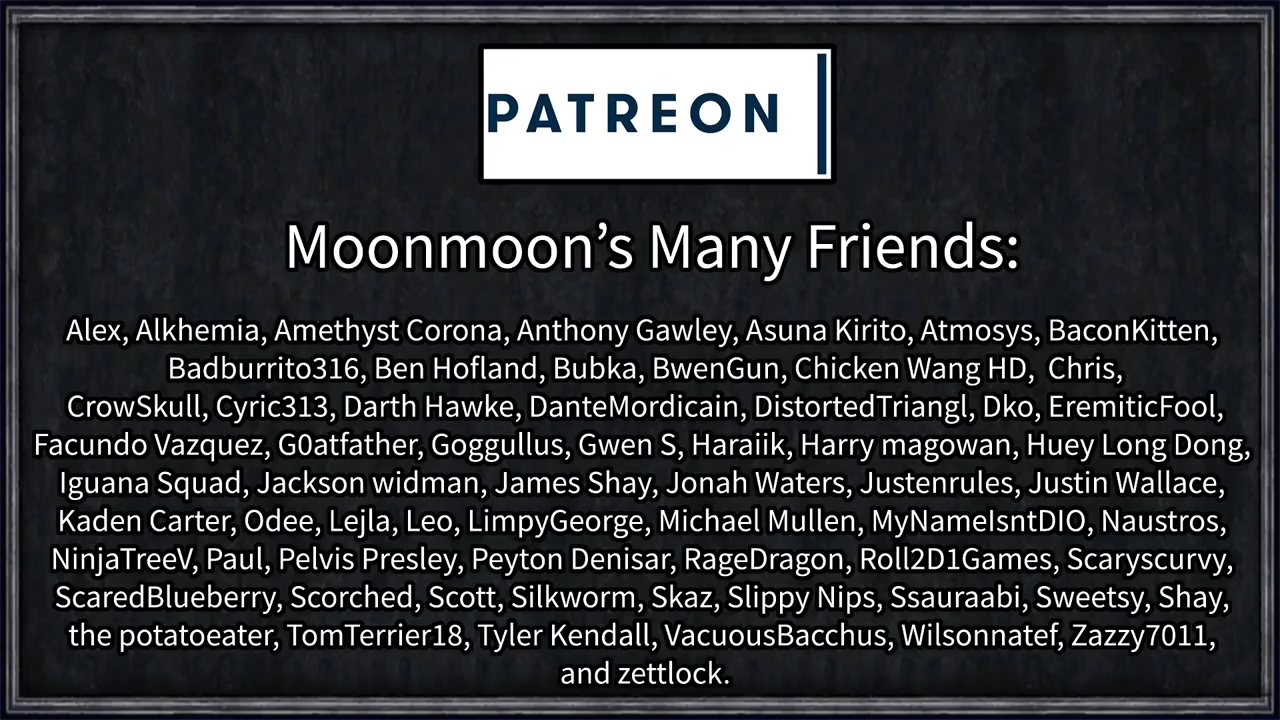 PATREON
Moonmoon’s Many Friends:
Alex, Alkhemia, Amethyst Corona, Anthony Gawley, Asuna Kirito, Atmosys, BaconKitten,
Badburrito316, Ben Hofland, Bubka, BwenGun, Chicken Wang HD,  Chris,
CrowSkull, Cyric313, Darth Hawke, DanteMordicain, DistortedTriangl, Dko, EremiticFool,
Facundo Vazquez, G0atfather, Goggullus, Gwen S, Haraiik, Harry magowan, Huey Long Dong,
Iguana Squad, Jackson widman, James Shay, Jonah Waters, Justenrules, Justin Wallace,
Kaden Carter, Odee, Lejla, Leo, LimpyGeorge, Michael Mullen, MyNameIsntDIO, Naustros,
NinjaTreeV, Paul, Pelvis Presley, Peyton Denisar, RageDragon, Roll2D1Games, Scaryscurvy,
ScaredBlueberry, Scorched, Scott, Silkworm, Skaz, Slippy Nips, Ssauraabi, Sweetsy, Shay,
the potatoeater, TomTerrier18, Tyler Kendall, VacuousBacchus, Wilsonnatef, Zazzy7011,
and zettlock.